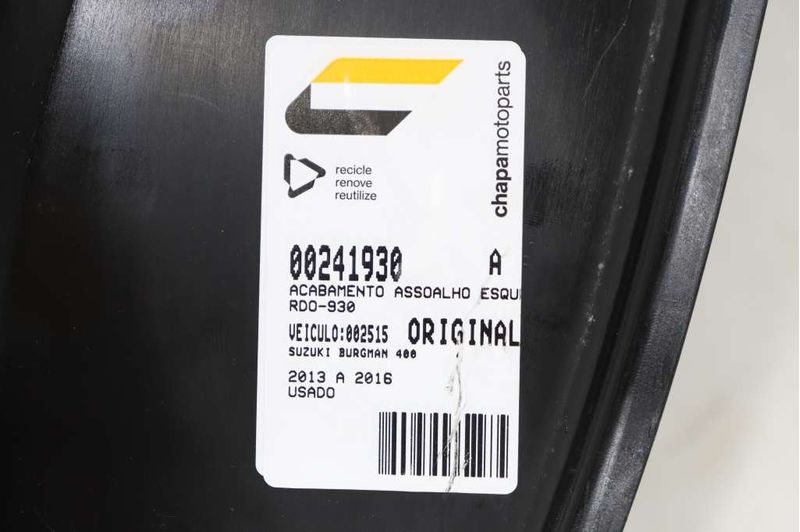 chapamotoparts
recicle
renove
reutilize
00241930 A
ACABAMENTO ASSOALHO ESQU
RDO-930
VEICULO:002515 ORIGINAL
SUZUKI BURGMAN 400
2013 A 2016
USADO